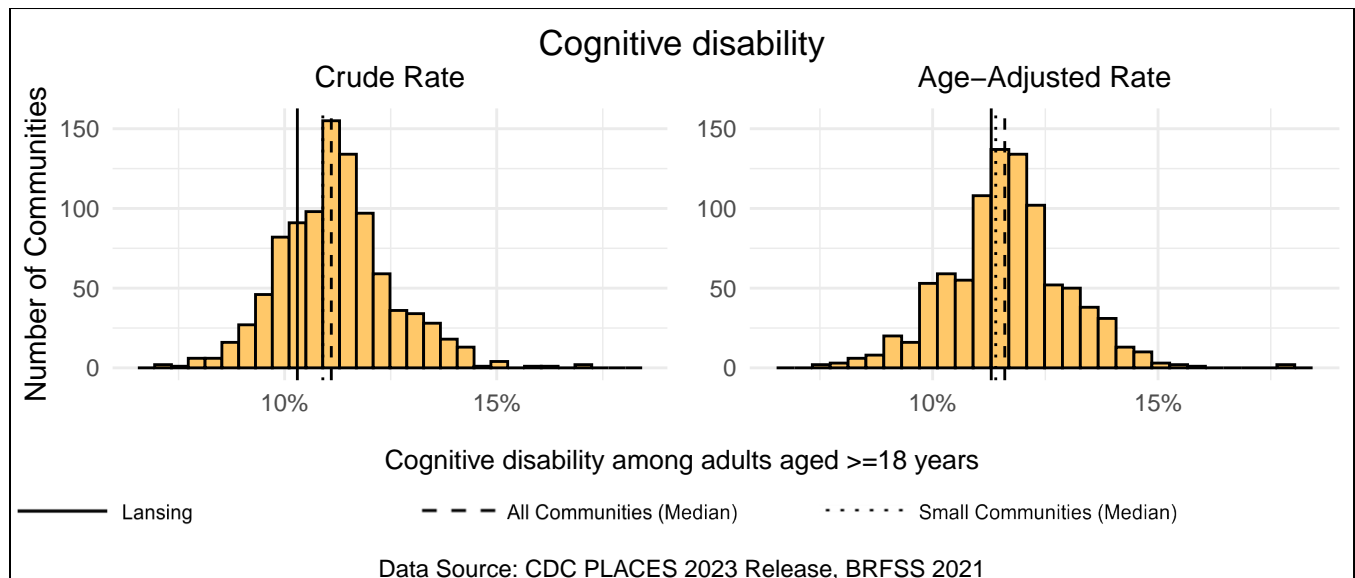 Cognitive disability
Crude Rate
Age−Adjusted Rate
Number of Communities
150
100
50
0
10%
15%
150
100
50
0
10%
15%
Cognitive disability among adults aged >=18 years
Lansing
All Communities (Median)
Small Communities (Median)
Data Source: CDC PLACES 2023 Release, BRFSS 2021